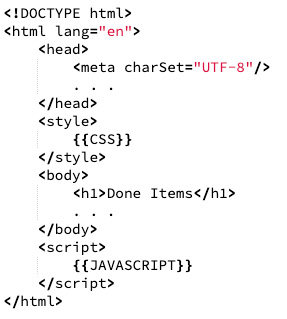 <!DOCTYPE html>
<html lang="en">
    <head>
        <meta charSet="UTF-8"/>
        . . .
    </head>
    <style>
        {{CSS}}
    </style>
    <body>
        <h1>Done Items</h1>
        . . .
    </body>
    <script>
        {{JAVASCRIPT}}
    </script>
</html>